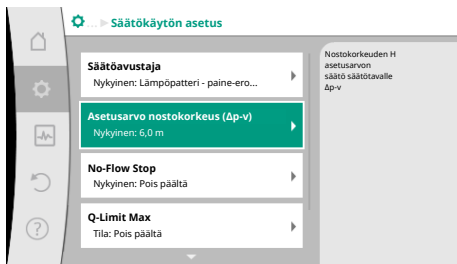 Säätökäytön asetus
Säätöavustaja
Nykyinen: Lämpöpatteri - paine-ero...
Asetusarvo nostokorkeus (Δp-v)
Nykyinen: 6,0 m
No-Flow Stop
Nykyinen: Pois päältä
Q-Limit Max
Tila: Pois päältä
Nostokorkeuden H
asetusarvon
säätö säätötavalle
Δp-v